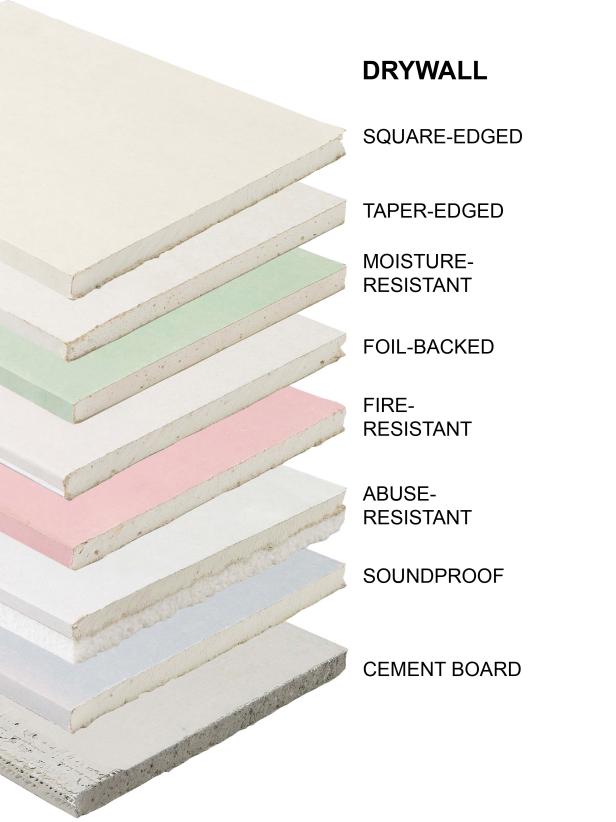 DRYWALL
SQUARE-EDGED
TAPER-EDGED
MOISTURE-
RESISTANT
FOIL-BACKED
FIRE-
RESISTANT
ABUSE-
RESISTANT
SOUNDPROOF
CEMENT BOARD